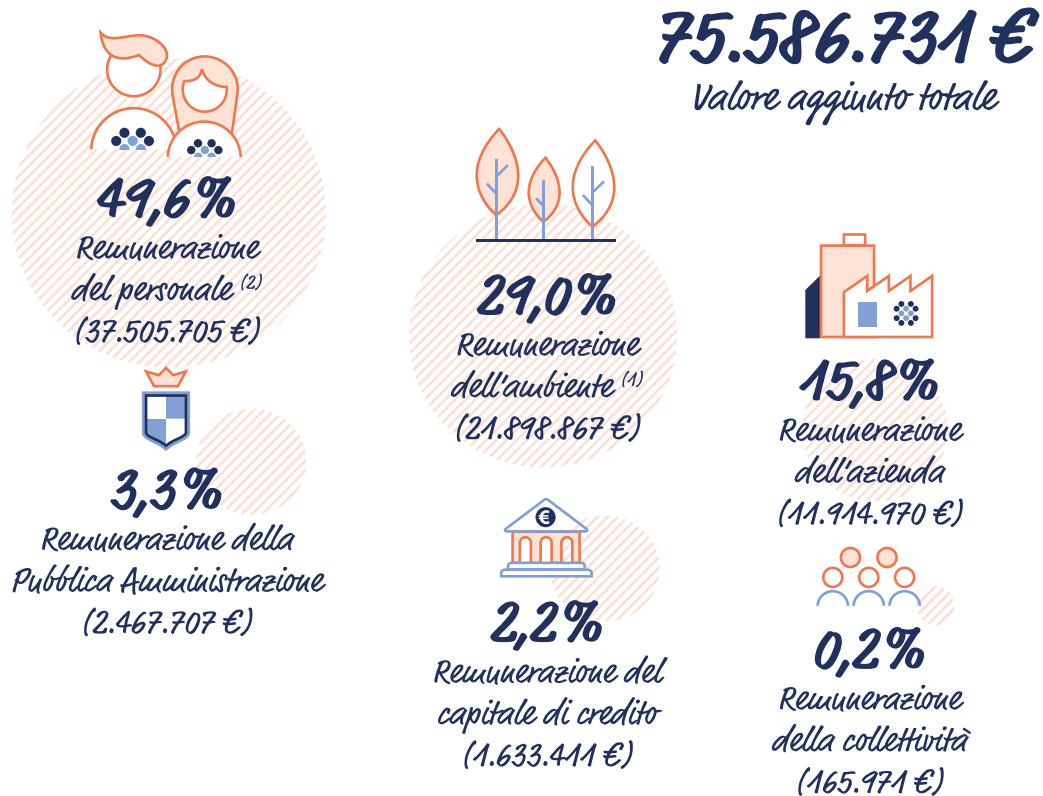 75.586.731 €
Valore aggiunto totale
49,6%
Remunerazione
del personale (2)
(37.505.705 €)
29,0%
Remunerazione
dell'ambiente (1)
(21.898.867 €)
15,8%
Remunerazione
dell'azienda
(11.914.970 €)
3,3%
Remunerazione della
Pubblica Amministrazione
(2.467.707 €)
€
2,2%
Remunerazione del
capitale di credito
(1.633.411 €)
0,2%
Remunerazione
della collettività
(165.971 €)